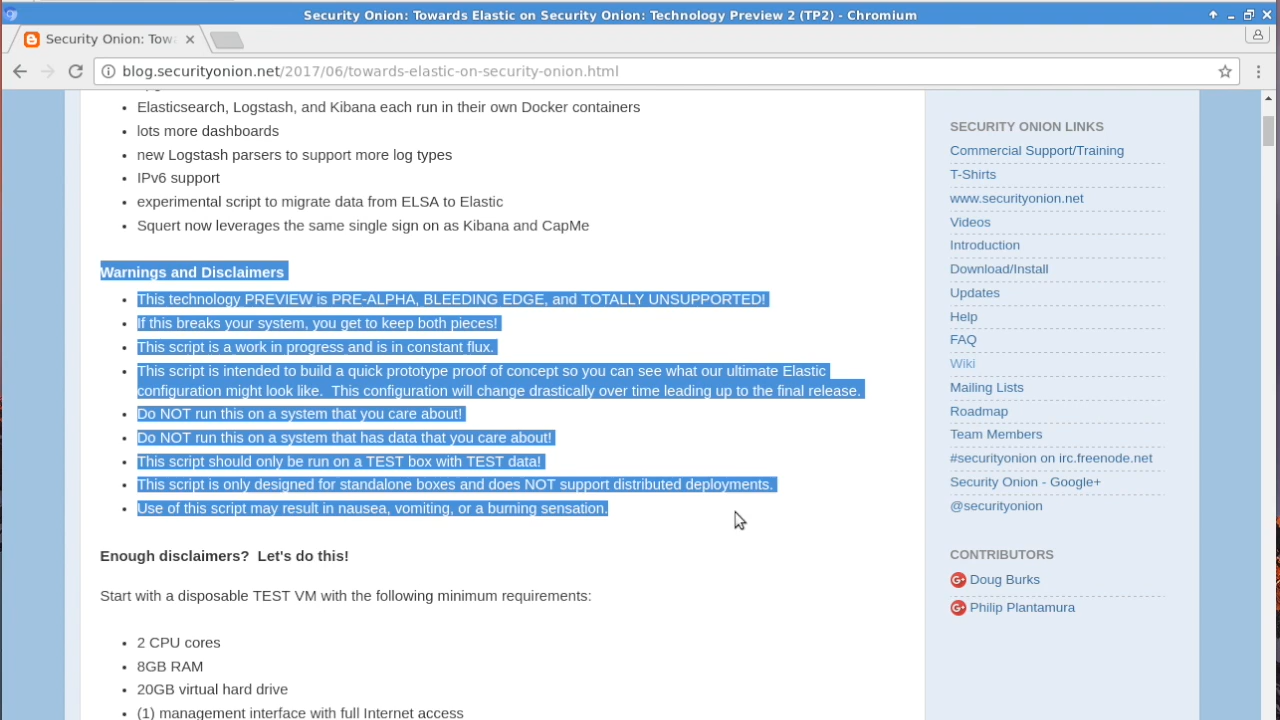 Security Onion: Towards Elastic on Security Onion: Technology Preview 2 (TP2) - Chromium
Security Onion: Tow
blog.securityonion.net/2017/06/towards-elastic-on-security-onion.html
Elasticsearch, Logstash, and Kibana each run in their own Docker containers
lots more dashboards
new Logstash parsers to support more log types
IPv6 support
experimental script to migrate data from ELSA to Elastic
Squert now leverages the same single sign on as Kibana and CapMe
Warnings and Disclaimers
This technology PREVIEW is PRE-ALPHA, BLEEDING EDGE, and TOTALLY UNSUPPORTED!
If this breaks your system, you get to keep both pieces!
This script is a work in progress and is in constant flux.
This script is intended to build a quick prototype proof of concept so you can see what our ultimate Elastic
configuration might look like.  This configuration will change drastically over time leading up to the final release.
Do NOT run this on a system that you care about!
Do NOT run this on a system that has data that you care about!
This script should only be run on a TEST box with TEST data!
This script is only designed for standalone boxes and does NOT support distributed deployments.
Use of this script may result in nausea, vomiting, or a burning sensation.
Enough disclaimers?  Let's do this!
Start with a disposable TEST VM with the following minimum requirements:
2 CPU cores
8GB RAM
20GB virtual hard drive
(1) management interface with full Internet access
SECURITY ONION LINKS
Commercial Support/Training
T-Shirts
www.securityonion.net
Videos
Introduction
Download/Install
Updates
Help
FAQ
Wiki
Mailing Lists
Roadmap
Team Members
#securityonion on irc.freenode.net
Security Onion - Google+
@securityonion
CONTRIBUTORS
Doug Burks
Philip Plantamura